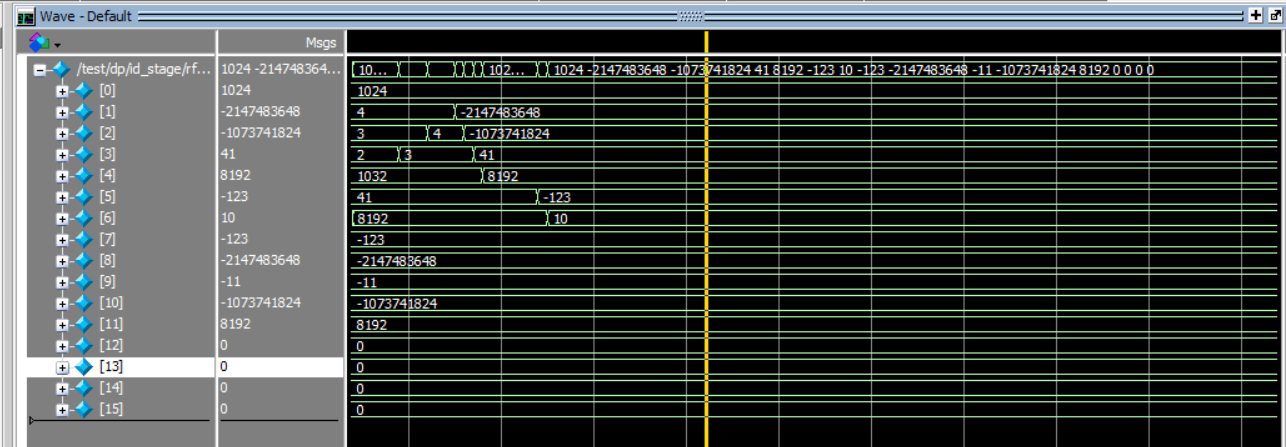 Wave - Default
Msgs
/test/dp/id_stage/rf... 1024 -214748364... 10... 102... 1024 -2147483648 -1073741824 41 8192 -123 10 -123 -2147483648 -11 -1073741824 8192 0 0 0 0
[0] 1024 1024
[1] -2147483648 4 -2147483648
[2] -1073741824 3 4 -1073741824
[3] 41 2 3 41
[4] 8192 1032 8192
[5] -123 41 -123
[6] 10 8192 10
[7] -123 -123
[8] -2147483648 -2147483648
[9] -11 -11
[10] -1073741824 -1073741824
[11] 8192 8192
[12] 0 0
[13] 0 0
[14] 0 0
[15] 0 0